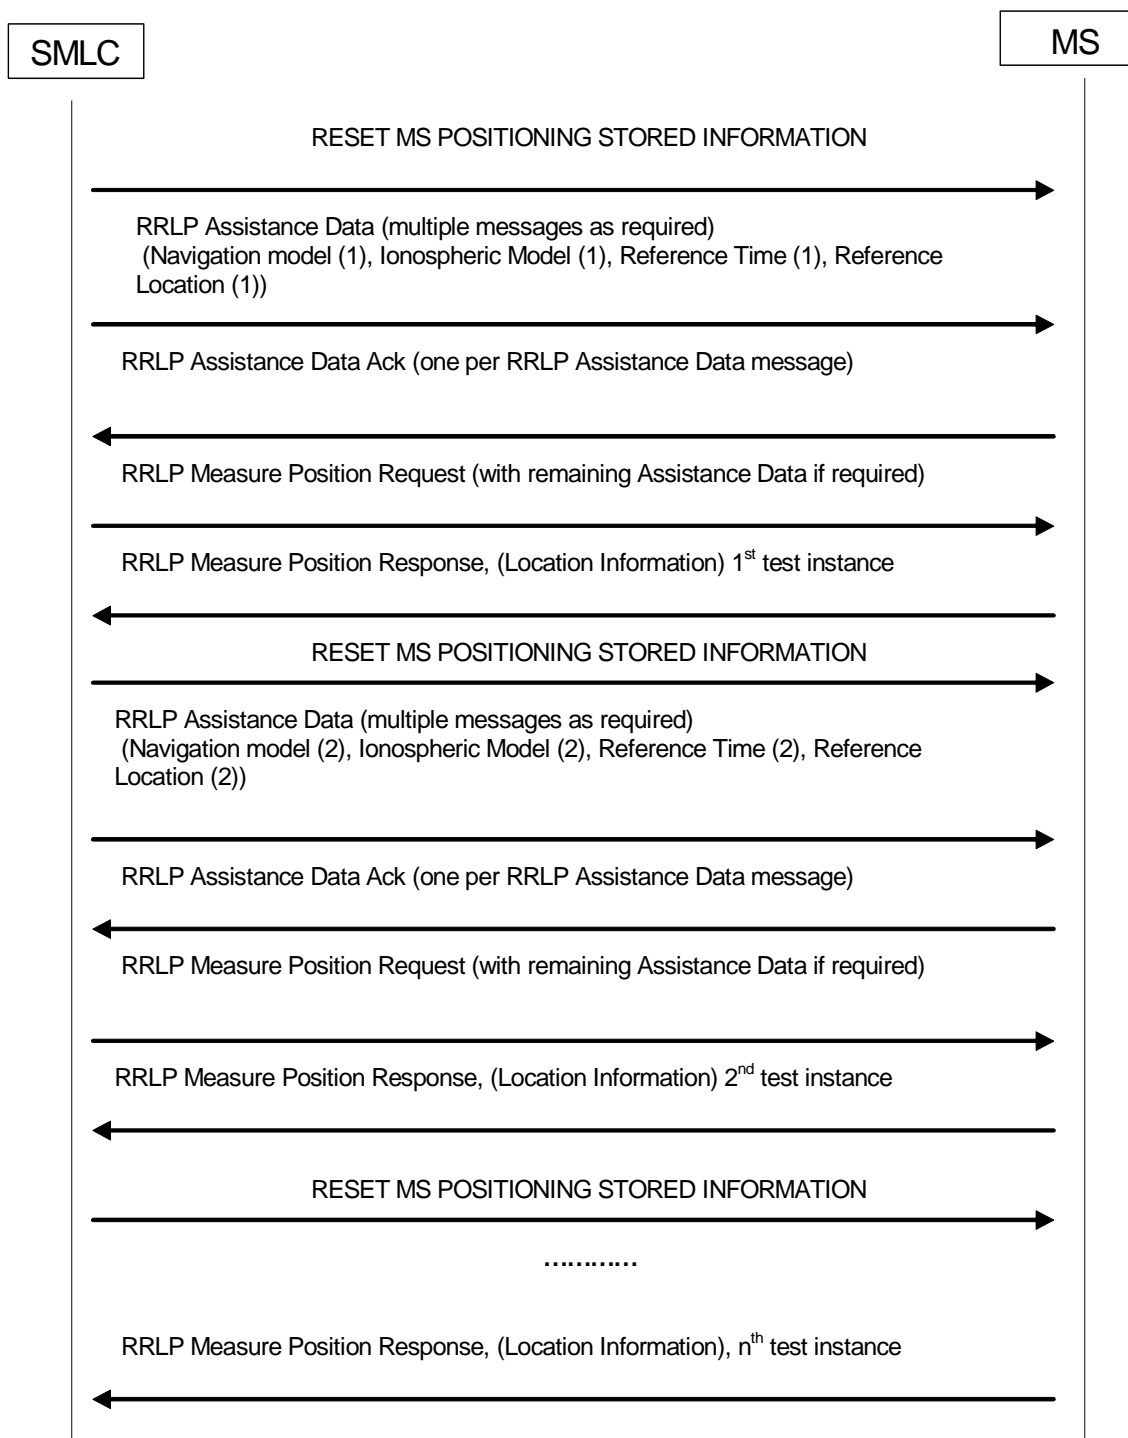 SMLC
MS
RESET MS POSITIONING STORED INFORMATION
RRLP Assistance Data (multiple messages as required)
(Navigation model (1), Ionospheric Model (1), Reference Time (1), Reference
Location (1))
RRLP Assistance Data Ack (one per RRLP Assistance Data message)
RRLP Measure Position Request (with remaining Assistance Data if required)
RRLP Measure Position Response, (Location Information) 1st test instance
RESET MS POSITIONING STORED INFORMATION
RRLP Assistance Data (multiple messages as required)
(Navigation model (2), Ionospheric Model (2), Reference Time (2), Reference
Location (2))
RRLP Assistance Data Ack (one per RRLP Assistance Data message)
RRLP Measure Position Request (with remaining Assistance Data if required)
RRLP Measure Position Response, (Location Information) 2nd test instance
RESET MS POSITIONING STORED INFORMATION
…………
RRLP Measure Position Response, (Location Information), nth test instance